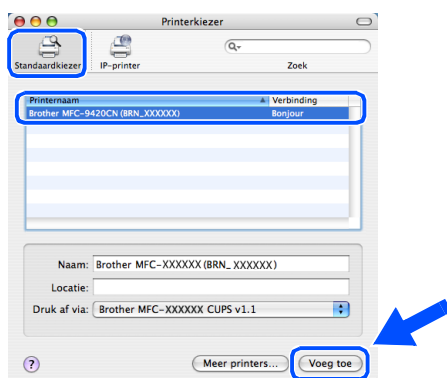 Printerkiezer
Standaardkiezer
IP-printer
Zoek
Printernaam
Verbinding
Brother MFC-9420CN (BRN_XXXXXX)
Bonjour
Naam: Brother MFC-XXXXXX (BRN_ XXXXXX)
Locatie:
Druk af via: Brother MFC-XXXXXX CUPS v1.1
?
Meer printers...
Voeg toe